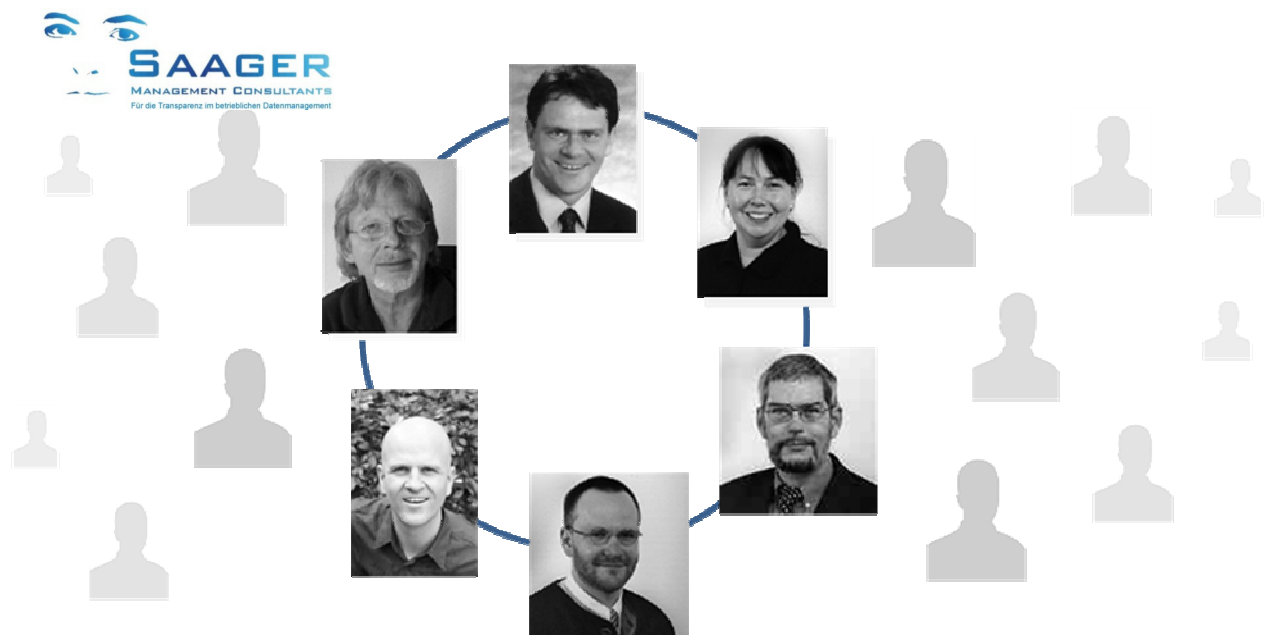 SAAGER
MANAGEMENT CONSULTANTS
Für die Transparenz im betrieblichen Datenmanagement